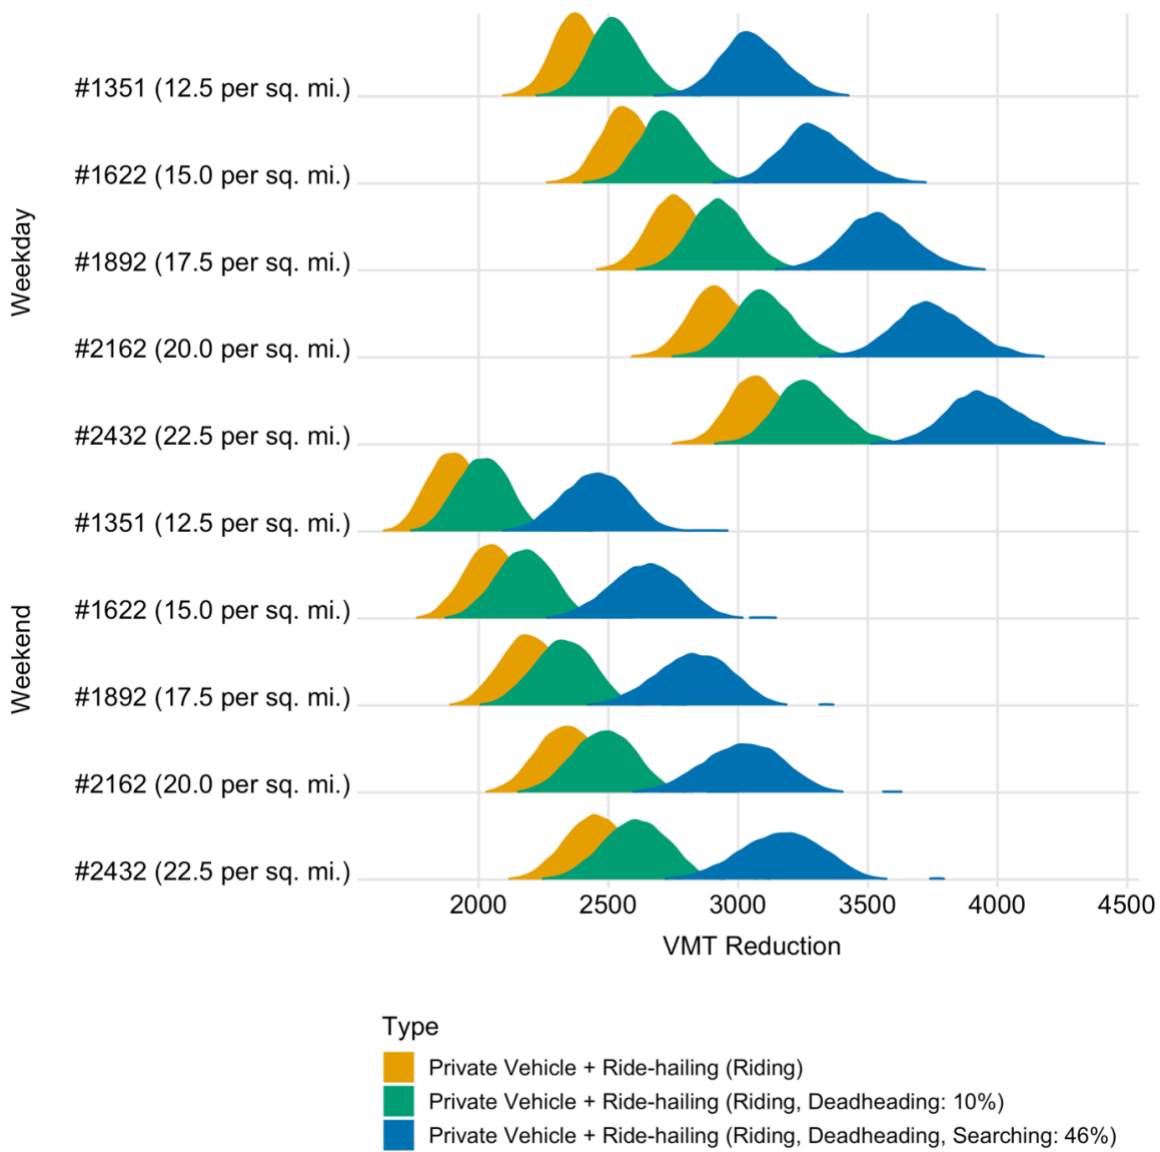 Weekday
#1351 (12.5 per sq. mi.)
#1622 (15.0 per sq. mi.)
#1892 (17.5 per sq. mi.)
#2162 (20.0 per sq. mi.)
#2432 (22.5 per sq. mi.)
Weekend
#1351 (12.5 per sq. mi.)
#1622 (15.0 per sq. mi.)
#1892 (17.5 per sq. mi.)
#2162 (20.0 per sq. mi.)
#2432 (22.5 per sq. mi.)
2000 2500 3000 3500 4000 4500
VMT Reduction
Type
Private Vehicle + Ride-hailing (Riding)
Private Vehicle + Ride-hailing (Riding, Deadheading: 10%)
Private Vehicle + Ride-hailing (Riding, Deadheading, Searching: 46%)